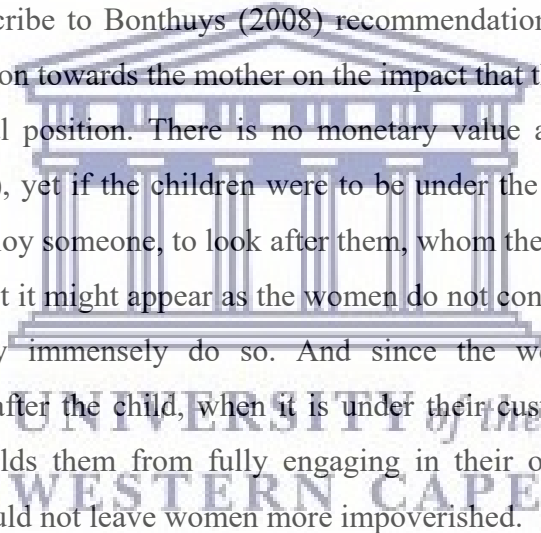 cribe to Bonthuys (2008) recommendation
on towards the mother on the impact that t
l position. There is no monetary value a
), yet if the children were to be under the
loy someone, to look after them, whom the
t it might appear as the women do not con
y immensely do so. And since the w
after the child, when it is under their cus
UNIVERSITY of the
lds them from fully engaging in their o
WESTERN CAPE
uld not leave women more impoverished.